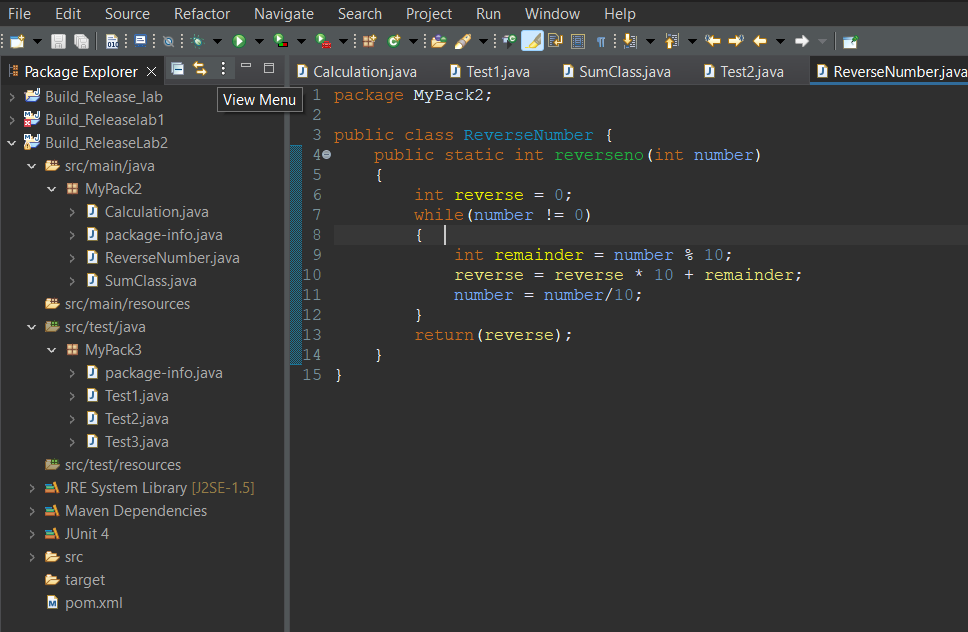 File Edit Source Refactor Navigate Search Project Run Window Help
Package Explorer
View Menu
Build_Release_lab
Build_Releaselab1
Build_ReleaseLab2
src/main/java
MyPack2
Calculation.java
package-info.java
ReverseNumber.java
SumClass.java
src/main/resources
src/test/java
MyPack3
package-info.java
Test1.java
Test2.java
Test3.java
src/test/resources
JRE System Library [J2SE-1.5]
Maven Dependencies
JUnit 4
src
target
pom.xml
Calculation.java Test1.java SumClass.java Test2.java ReverseNumber.java
1 package MyPack2;
2
3 public class ReverseNumber {
4 public static int reverseno(int number)
5 {
6 int reverse = 0;
7 while(number != 0)
8 {
9 int remainder = number % 10;
10 reverse = reverse * 10 + remainder;
11 number = number/10;
12 }
13 return(reverse);
14 }
15 }